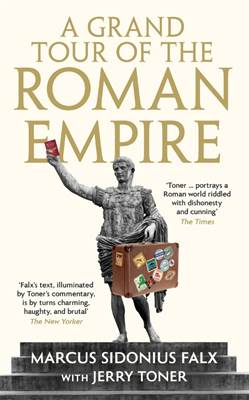 A GRAND
TOUR OF THE
ROMAN
EMPIRE
'Toner ... portrays a
Roman world riddled
with dishonesty
and cunning'
The Times
'Falx's text, illuminated
by Toner's commentary,
is by turns charming,
haughty, and brutal'
The New Yorker
MARCUS SIDONIUS FALX
WITH JERRY TONER